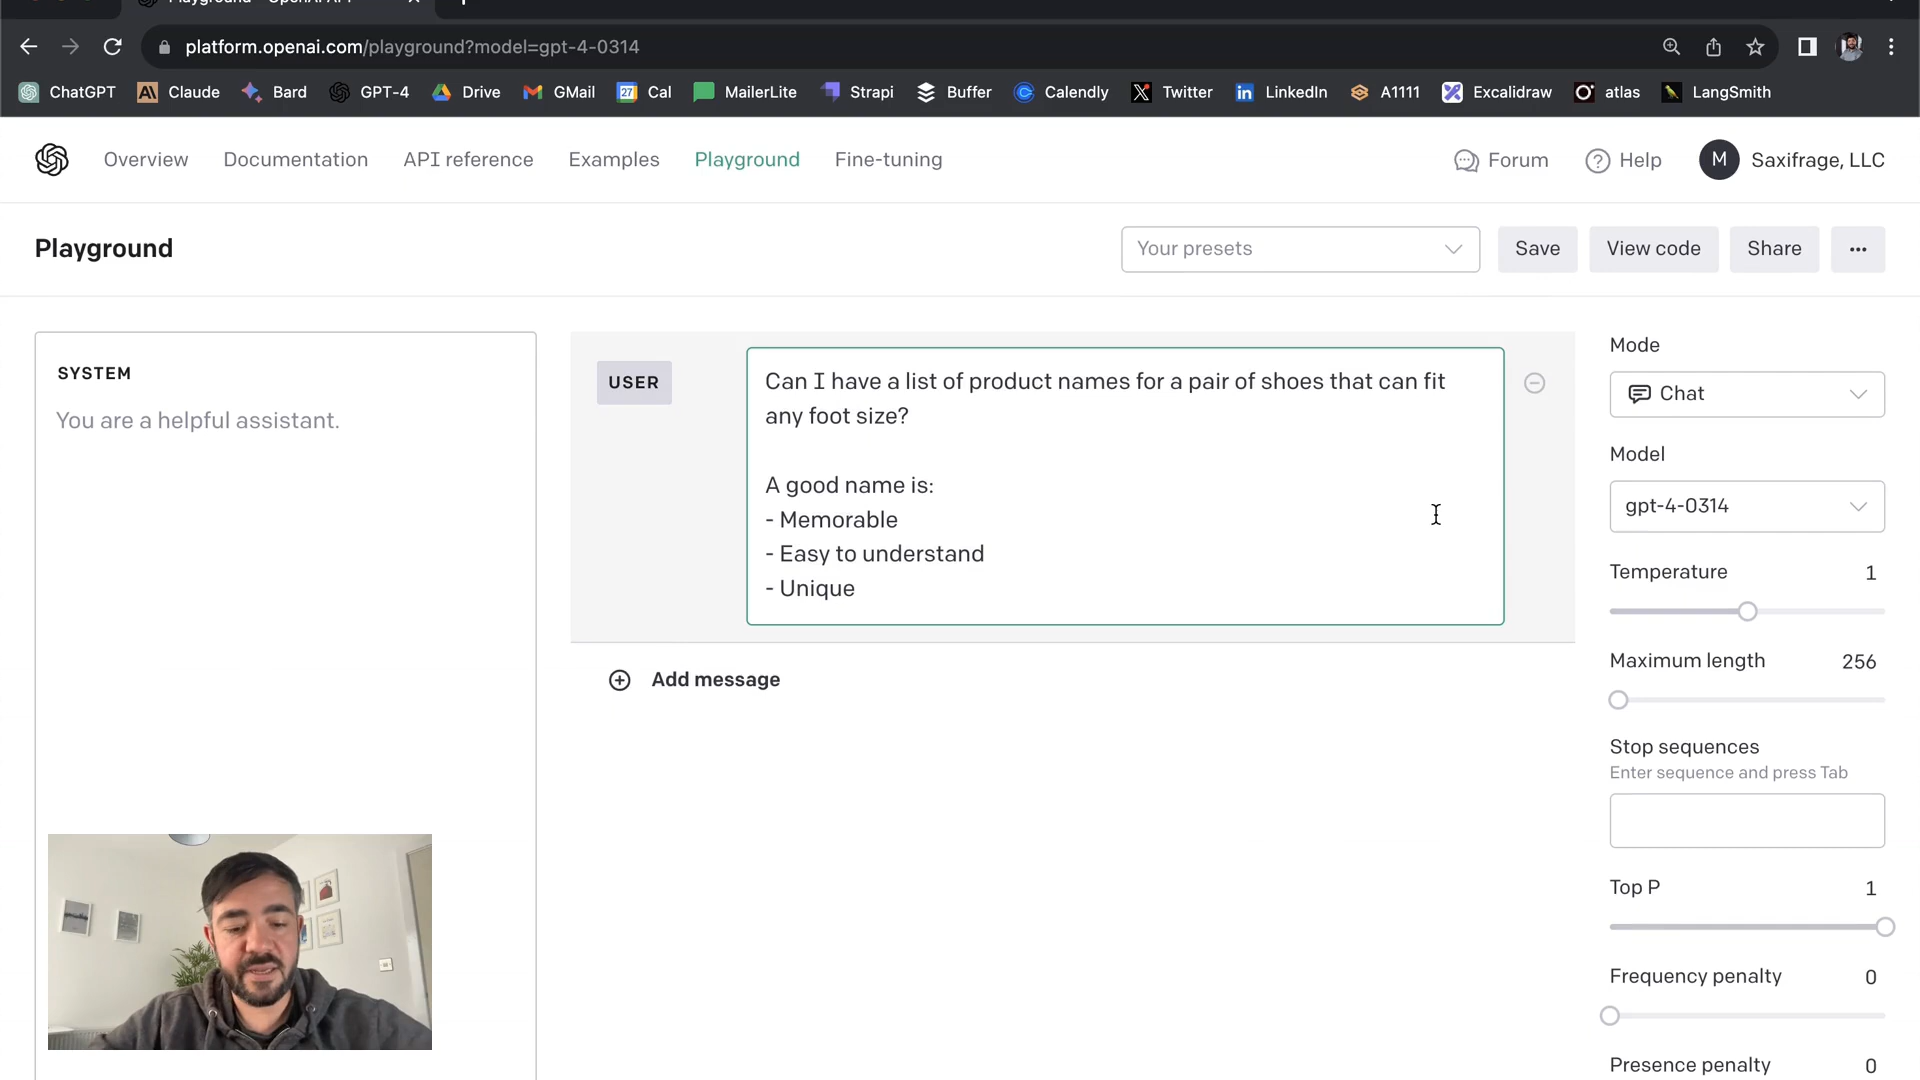 platform.openai.com/playground?model=gpt-4-0314
ChatGPT Claude Bard GPT-4 Drive GMail 27 Cal MailerLite Strapi Buffer Calendly Twitter LinkedIn A1111 Excalidraw atlas LangSmith
Overview Documentation API reference Examples Playground Fine-tuning Forum Help M Saxifrage, LLC
Playground Your presets Save View code Share ...
SYSTEM
You are a helpful assistant.
USER
Can I have a list of product names for a pair of shoes that can fit
any foot size?
A good name is:
- Memorable
- Easy to understand
- Unique
Add message
Mode
Chat
Model
gpt-4-0314
Temperature 1
Maximum length 256
Stop sequences
Enter sequence and press Tab
Top P 1
Frequency penalty 0
Presence penalty 0